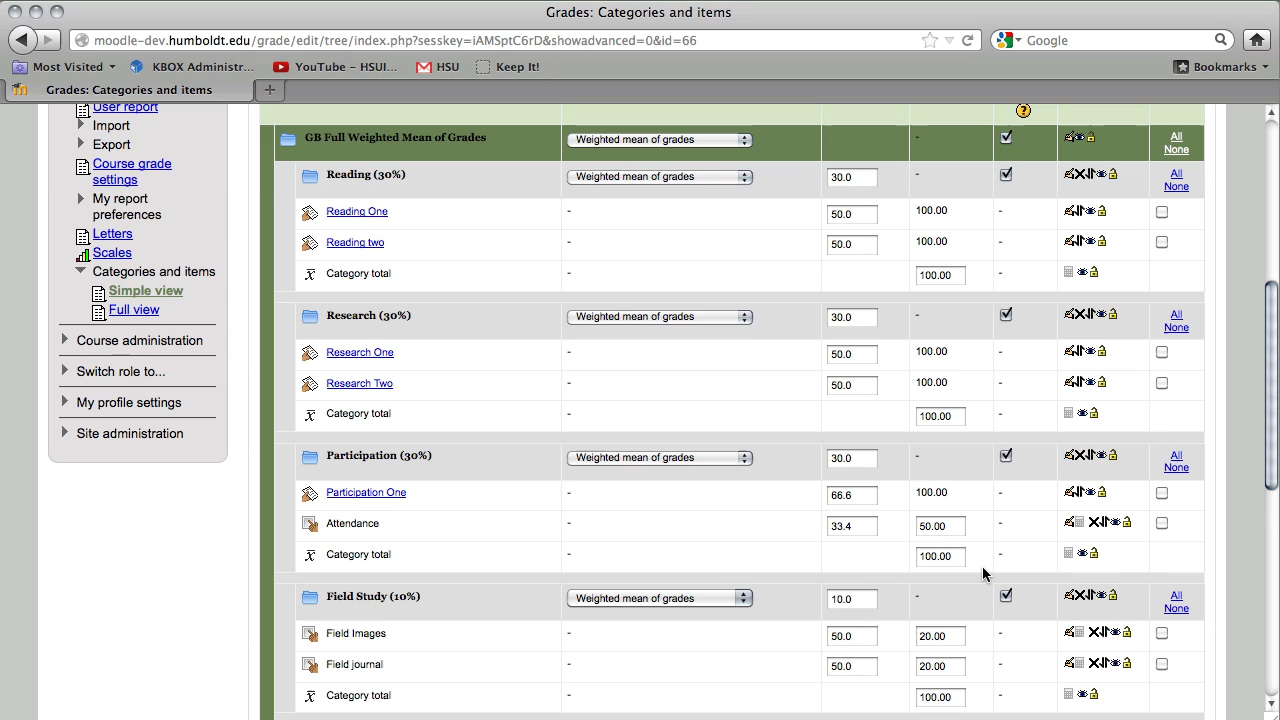 Grades: Categories and items
moodle-dev.humboldt.edu/grade/edit/tree/index.php?sesskey=iAMSptC6rD&showadvanced=0&id=66
Google
Most Visited
KBOX Administr...
YouTube – HSUI...
HSU
Keep It!
Bookmarks
Grades: Categories and items
+
User report
Import
Export
Course grade
settings
My report
preferences
Letters
Scales
Categories and items
Simple view
Full view
Course administration
Switch role to...
My profile settings
Site administration
?
GB Full Weighted Mean of Grades Weighted mean of grades - All
None
Reading (30%) Weighted mean of grades 30.0 - All
None
Reading One - 50.0 100.00 -
Reading two - 50.0 100.00 -
x̄ Category total - 100.00
Research (30%) Weighted mean of grades 30.0 - All
None
Research One - 50.0 100.00 -
Research Two - 50.0 100.00 -
x̄ Category total - 100.00
Participation (30%) Weighted mean of grades 30.0 - All
None
Participation One - 66.6 100.00 -
Attendance - 33.4 50.00 -
x̄ Category total - 100.00
Field Study (10%) Weighted mean of grades 10.0 - All
None
Field Images - 50.0 20.00 -
Field journal - 50.0 20.00 -
x̄ Category total - 100.00